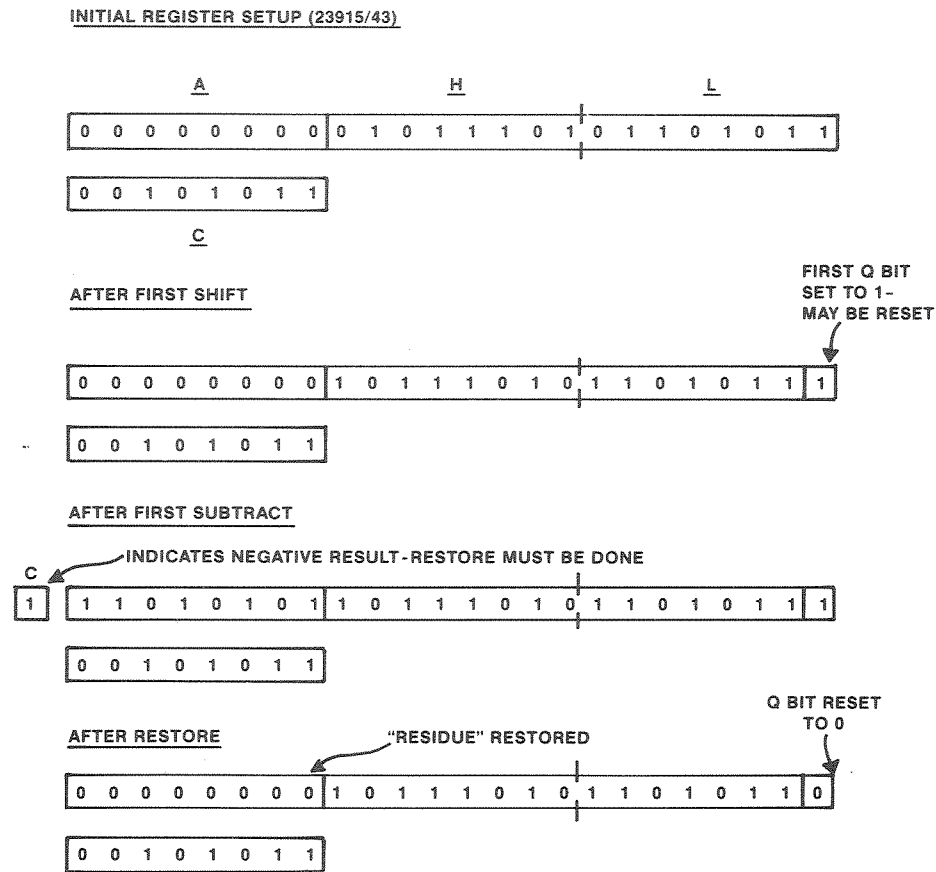 INITIAL REGISTER SETUP (23915/43)
A H L
0 0 0 0 0 0 0 0 0 1 0 1 1 1 0 1 0 1 1 0 1 0 1 1
0 0 1 0 1 0 1 1
C
FIRST Q BIT
SET TO 1-
MAY BE RESET
AFTER FIRST SHIFT
0 0 0 0 0 0 0 0 1 0 1 1 1 0 1 0 1 1 0 1 0 1 1 1
0 0 1 0 1 0 1 1
AFTER FIRST SUBTRACT
INDICATES NEGATIVE RESULT-RESTORE MUST BE DONE
C
1 1 1 0 1 0 1 0 1 1 0 1 1 1 0 1 0 1 1 0 1 0 1 1 1
0 0 1 0 1 0 1 1
Q BIT RESET
TO 0
AFTER RESTORE
"RESIDUE" RESTORED
0 0 0 0 0 0 0 0 1 0 1 1 1 0 1 0 1 1 0 1 0 1 1 0
0 0 1 0 1 0 1 1